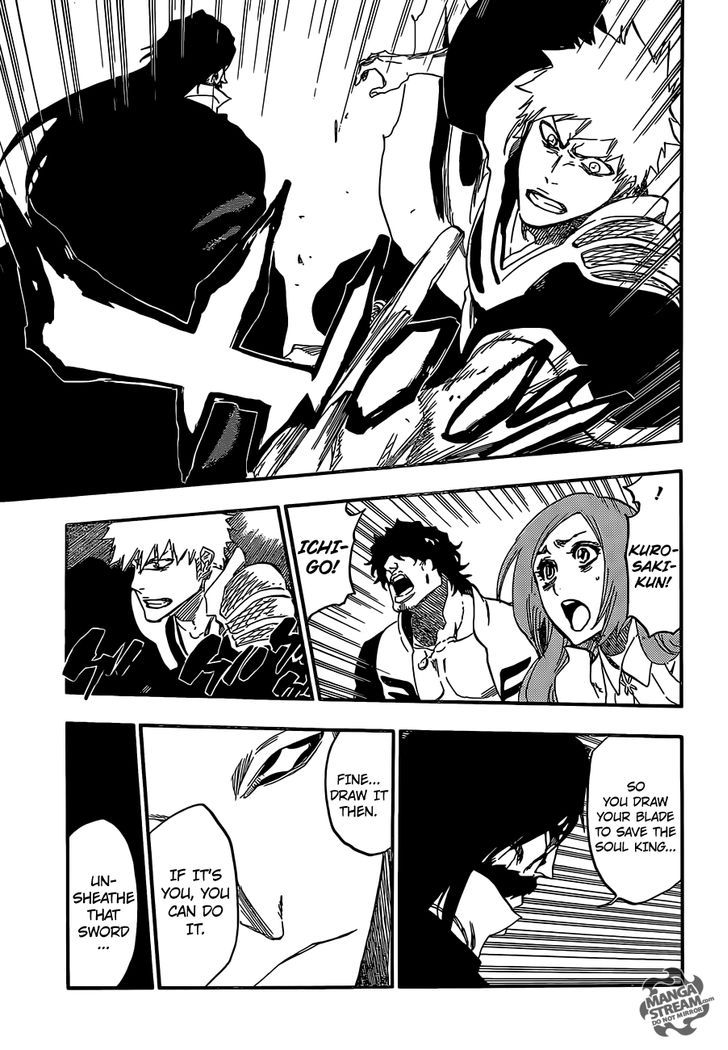 !
KURO-
SAKI-
KUN!
ICHI-
GO!
SO
YOU DRAW
YOUR BLADE
TO SAVE THE
SOUL KING...
FINE...
DRAW IT
THEN.
IF IT'S
YOU, YOU
CAN DO
IT.
UN-
SHEATHE
THAT
SWORD
...
MANGA
STREAM.com
DO NOT MIRROR!